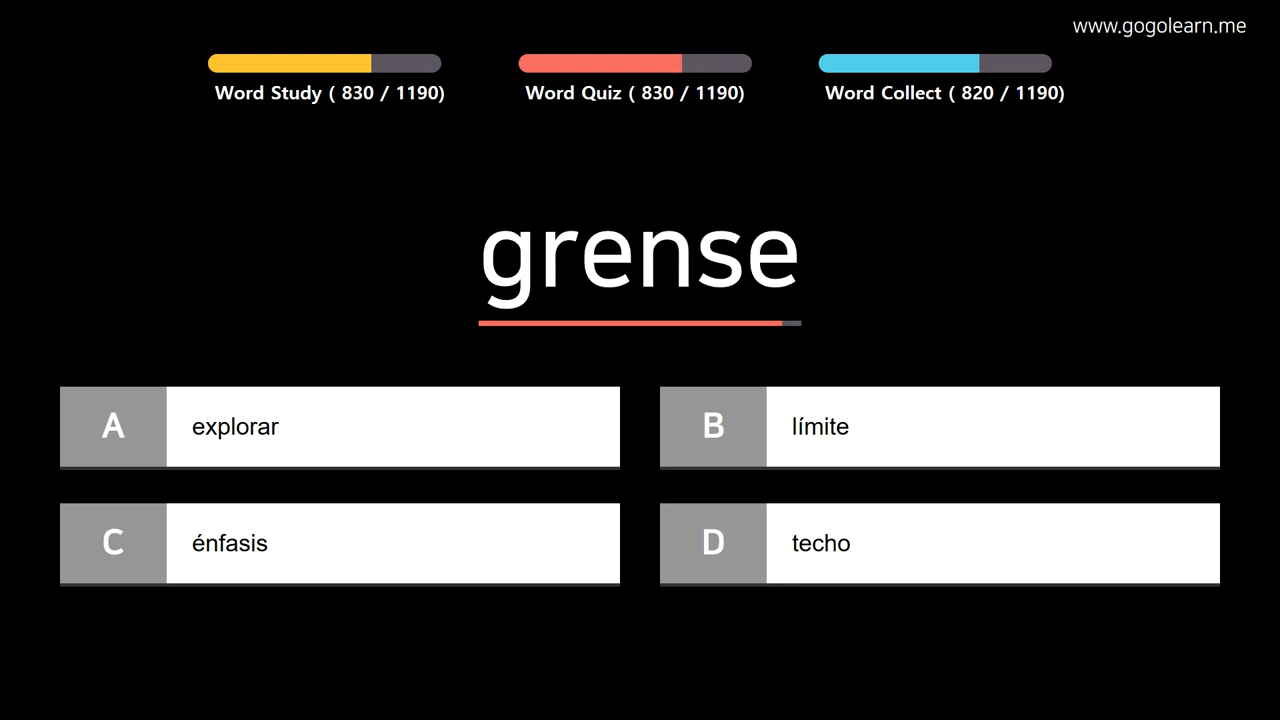 www.gogolearn.me
Word Study ( 830 / 1190)
Word Quiz ( 830 / 1190)
Word Collect ( 820 / 1190)
grense
A explorar
B límite
C énfasis
D techo